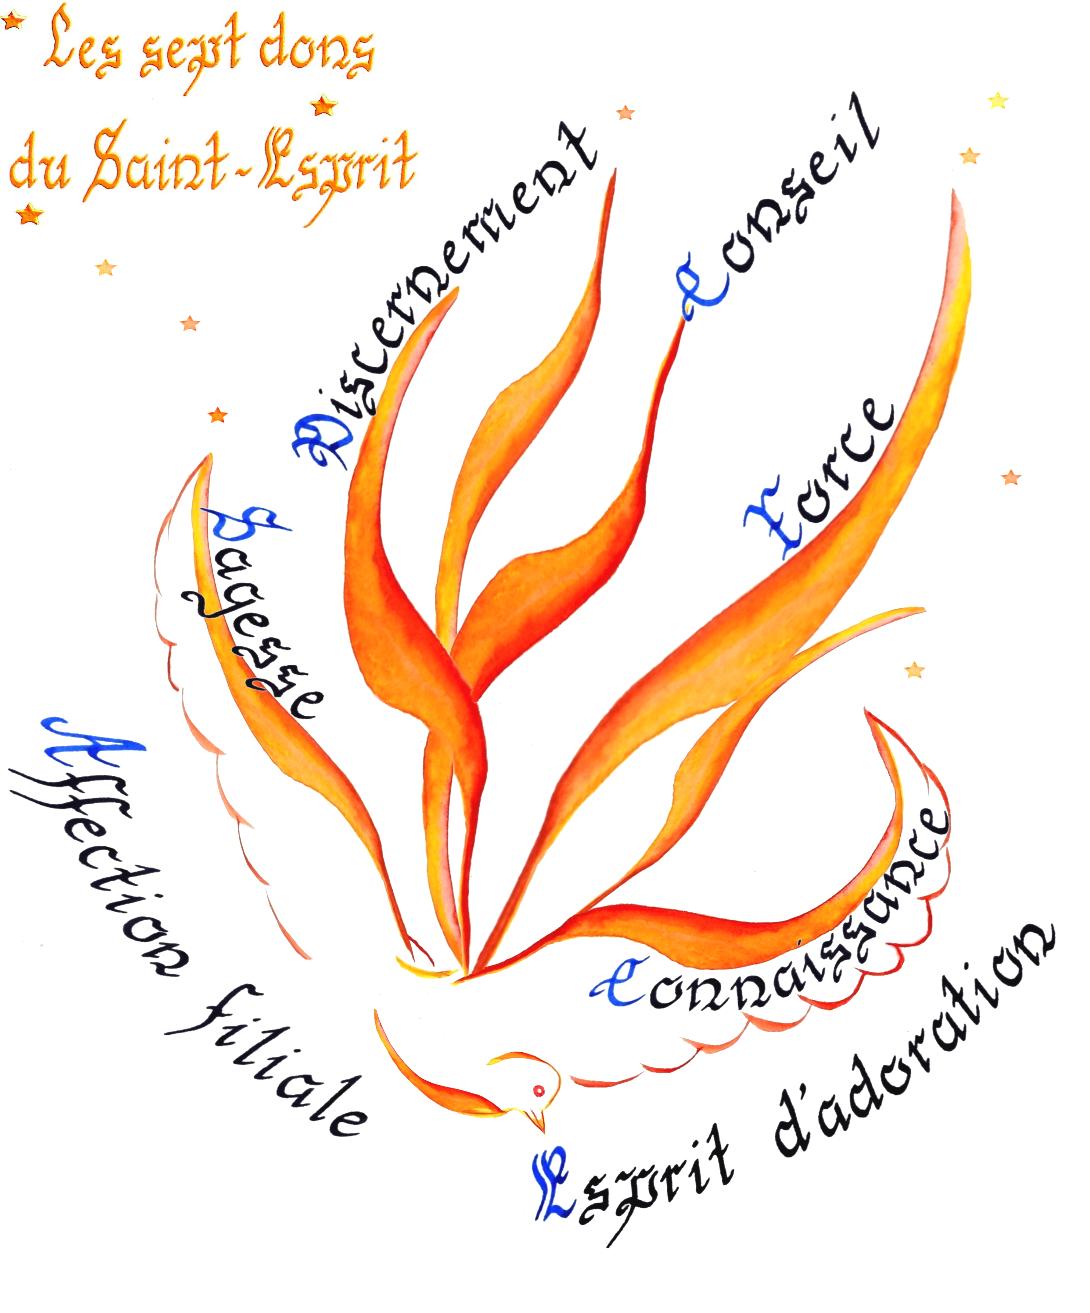 Les sept dons
du Saint-Esprit
Discernement
Conseil
Force
Sagesse
Affection filiale
Connaissance
Esprit d'adoration